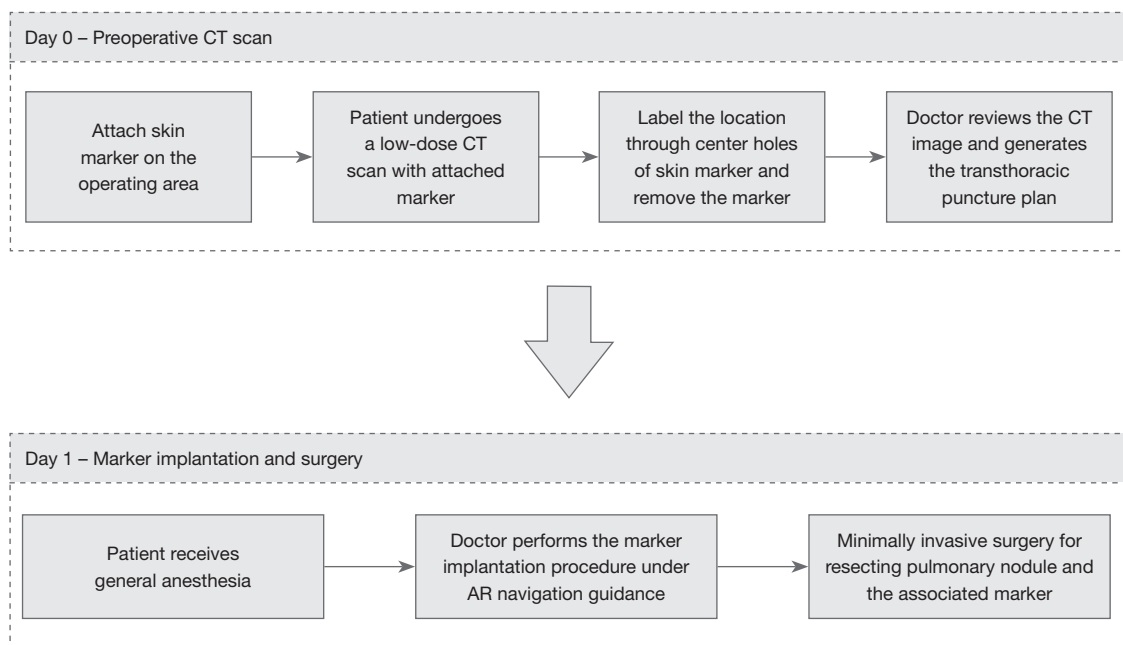 Day 0 – Preoperative CT scan
Attach skin
marker on the
operating area
Patient undergoes
a low-dose CT
scan with attached
marker
Label the location
through center holes
of skin marker and
remove the marker
Doctor reviews the CT
image and generates
the transthoracic
puncture plan
Day 1 – Marker implantation and surgery
Patient receives
general anesthesia
Doctor performs the marker
implantation procedure under
AR navigation guidance
Minimally invasive surgery for
resecting pulmonary nodule and
the associated marker